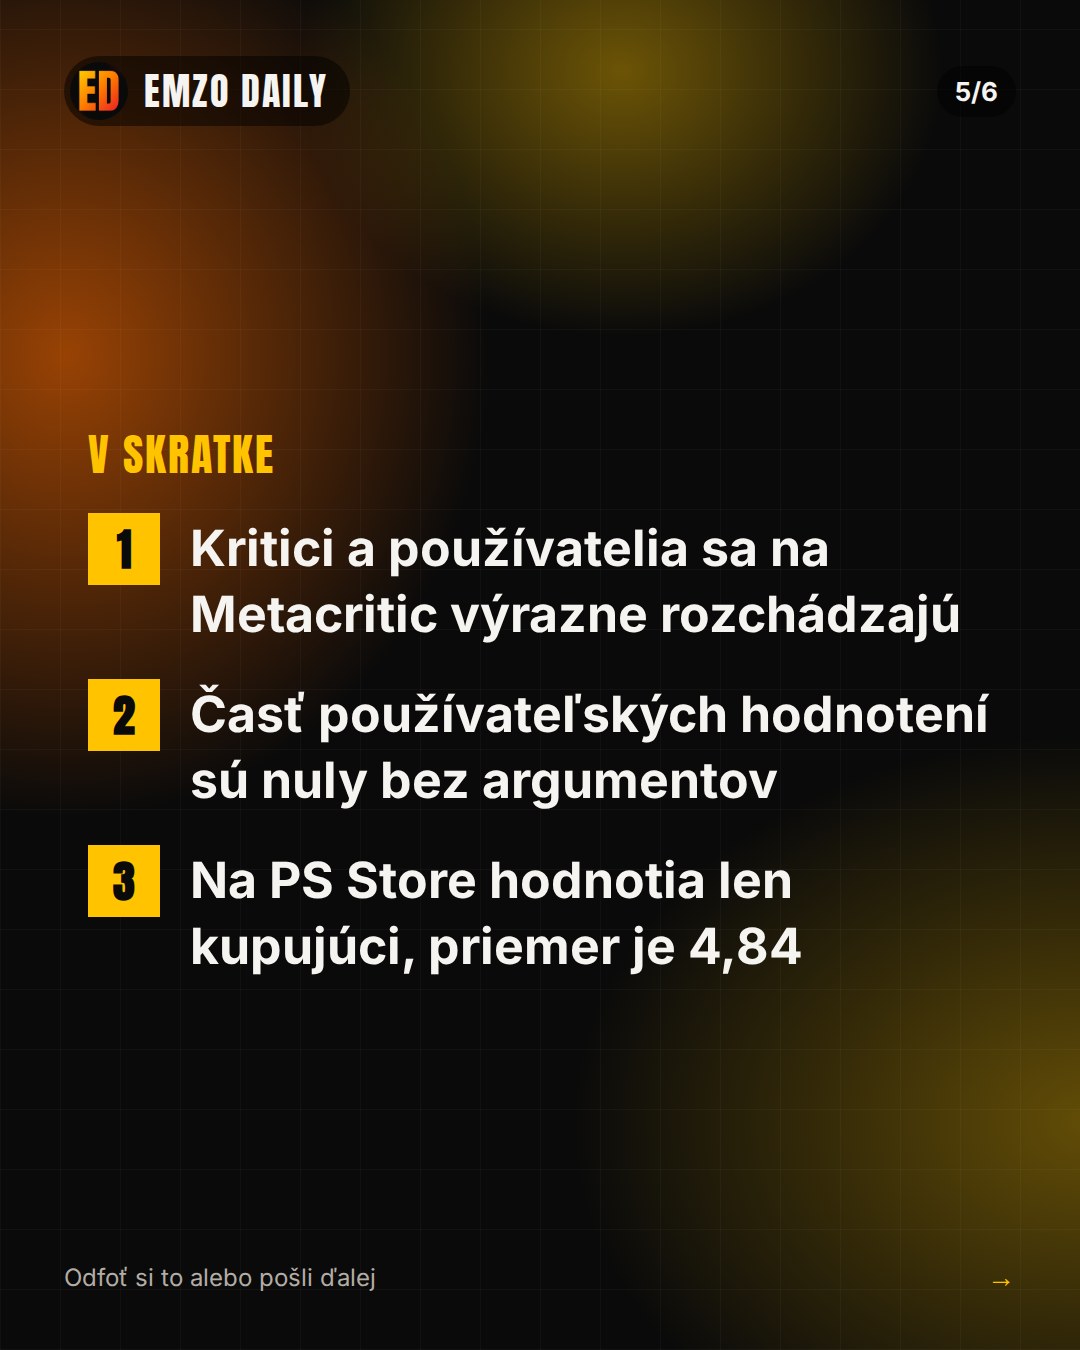 ED EMZO DAILY
5/6
V SKRATKE
1 Kritici a používatelia sa na
Metacritic výrazne rozchádzajú
2 Časť používateľských hodnotení
sú nuly bez argumentov
3 Na PS Store hodnotia len
kupujúci, priemer je 4,84
Odfoť si to alebo pošli ďalej
→